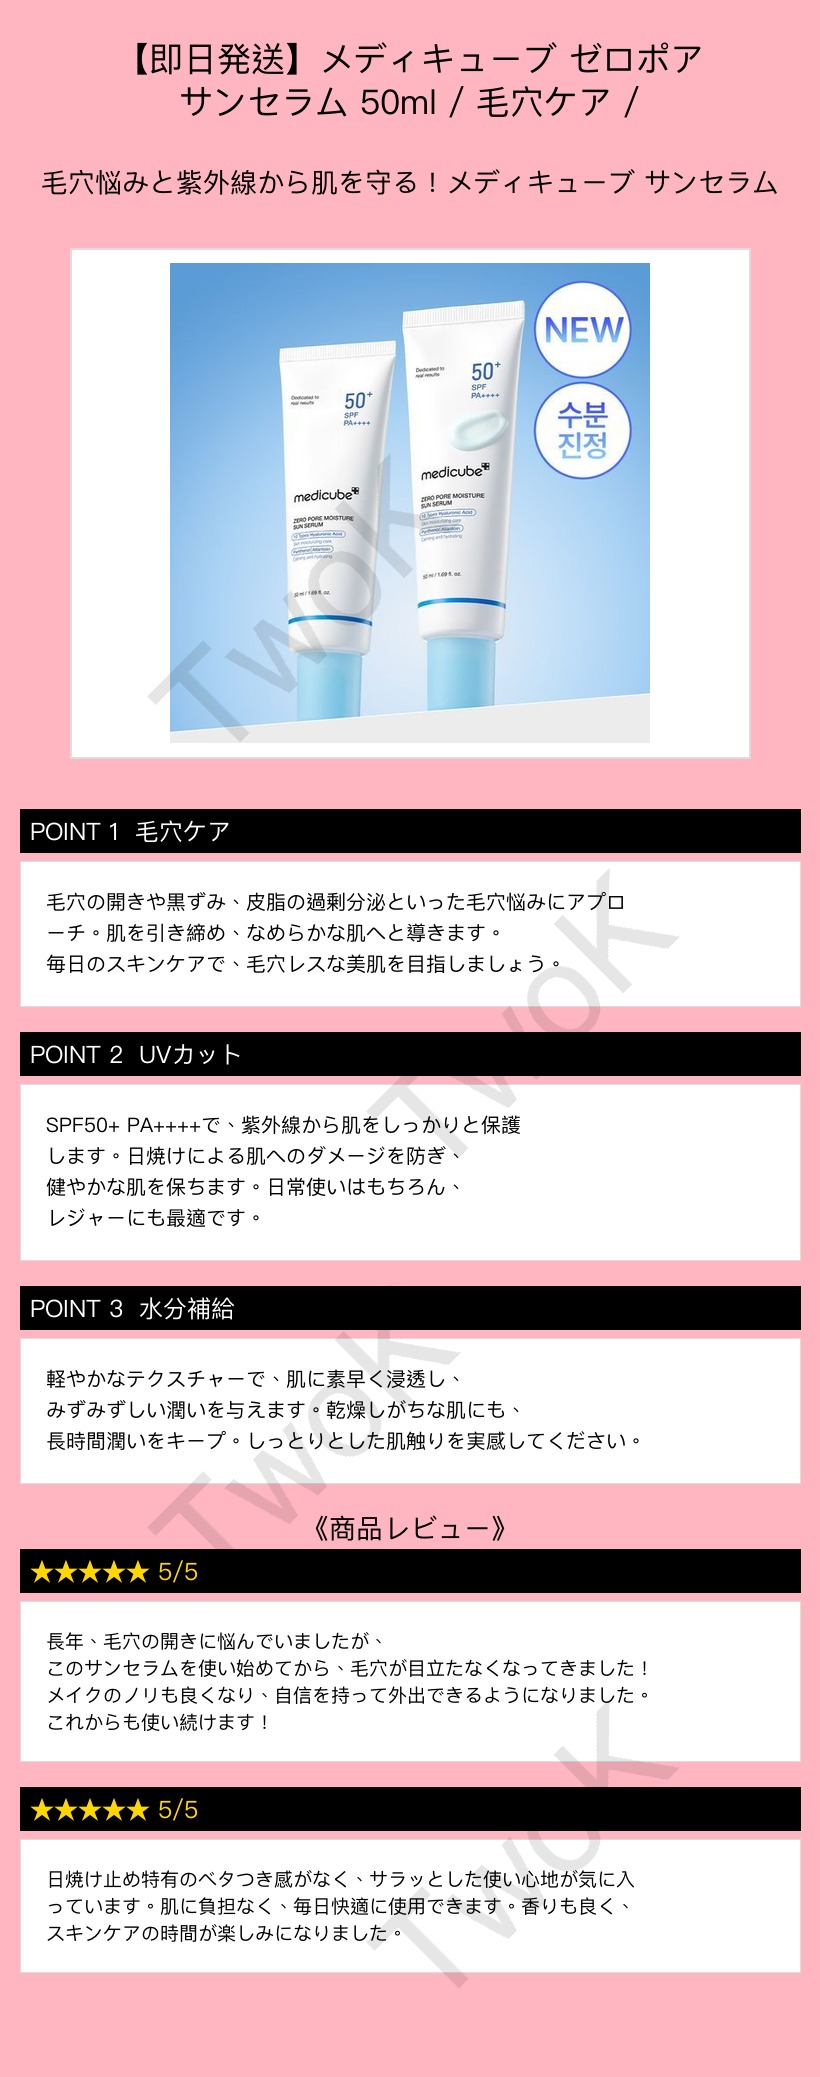 【即日発送】メディキューブ ゼロポア
サンセラム 50ml / 毛穴ケア /
毛穴悩みと紫外線から肌を守る！メディキューブ サンセラム
NEW
수분
진정
Dedicated to
real results
50+
SPF
PA++++
medicube
ZERO PORE MOISTURE
SUN SERUM
10 Types Hyaluronic Acid
Skin moisturizing care
Panthenol Allantoin
Calming and hydrating
50 ml / 1.69 fl. oz.
Dedicated to
real results
50+
SPF
PA++++
medicube
ZERO PORE MOISTURE
SUN SERUM
10 Types Hyaluronic Acid
Skin moisturizing care
Panthenol Allantoin
Calming and hydrating
50 ml / 1.69 fl. oz.
TwoK
POINT 1 毛穴ケア
毛穴の開きや黒ずみ、皮脂の過剰分泌といった毛穴悩みにアプロ
ーチ。肌を引き締め、なめらかな肌へと導きます。
毎日のスキンケアで、毛穴レスな美肌を目指しましょう。
TwoK
POINT 2 UVカット
SPF50+ PA++++で、紫外線から肌をしっかりと保護
します。日焼けによる肌へのダメージを防ぎ、
健やかな肌を保ちます。日常使いはもちろん、
レジャーにも最適です。
POINT 3 水分補給
軽やかなテクスチャーで、肌に素早く浸透し、
みずみずしい潤いを与えます。乾燥しがちな肌にも、
長時間潤いをキープ。しっとりとした肌触りを実感してください。
TwoK
《商品レビュー》
★★★★★ 5/5
長年、毛穴の開きに悩んでいましたが、
このサンセラムを使い始めてから、毛穴が目立たなくなってきました！
メイクのノリも良くなり、自信を持って外出できるようになりました。
これからも使い続けます！
★★★★★ 5/5
日焼け止め特有のベタつき感がなく、サラッとした使い心地が気に入
っています。肌に負担なく、毎日快適に使用できます。香りも良く、
スキンケアの時間が楽しみになりました。
TwoK